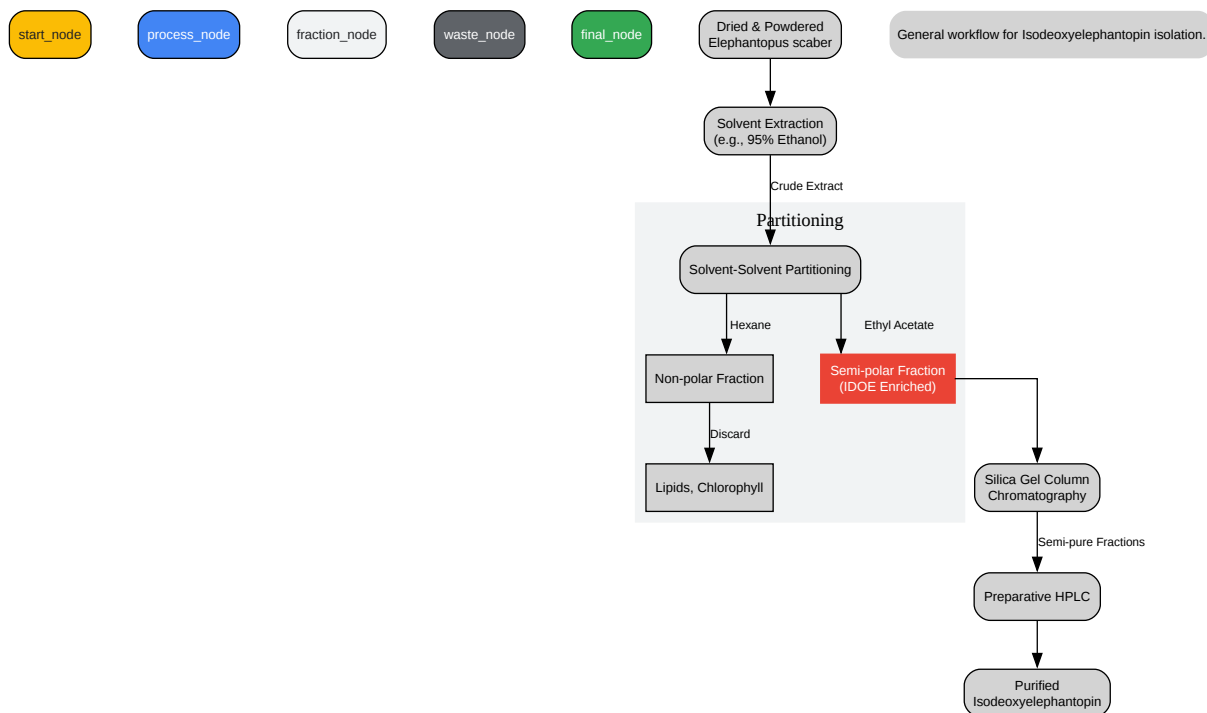 start_node
process_node
fraction_node
waste_node
final_node
Dried & Powdered
Elephantopus scaber
General workflow for Isodeoxyelephantopin isolation.
Solvent Extraction
(e.g., 95% Ethanol)
Crude Extract
Partitioning
Solvent-Solvent Partitioning
Hexane
Ethyl Acetate
Non-polar Fraction
Semi-polar Fraction
(IDOE Enriched)
Discard
Lipids, Chlorophyll
Silica Gel Column
Chromatography
Semi-pure Fractions
Preparative HPLC
Purified
Isodeoxyelephantopin